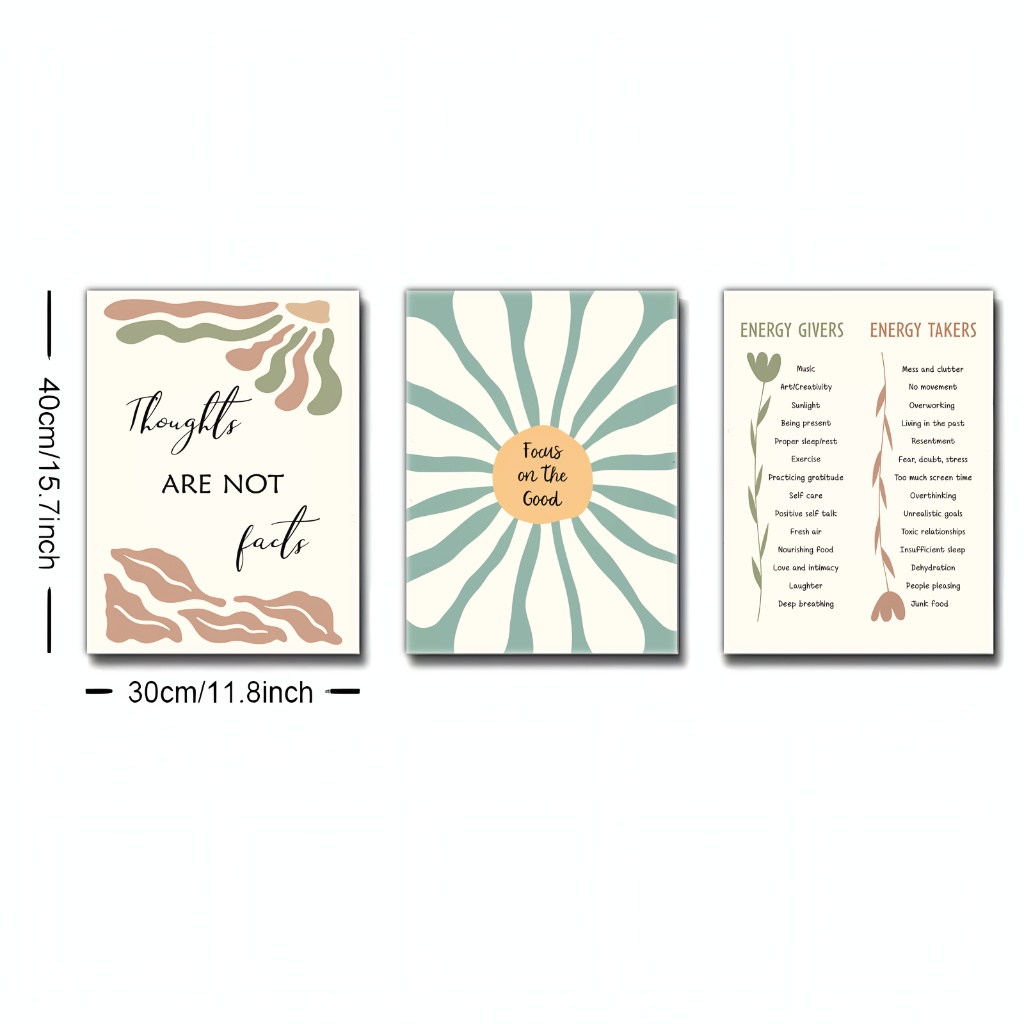 40cm/15.7inch
30cm/11.8inch
Thoughts
ARE NOT
facts
Focus
on the
Good
ENERGY GIVERS
Music
Art/Creativity
Sunlight
Being present
Proper sleep/rest
Exercise
Practicing gratitude
Self care
Positive self talk
Fresh air
Nourishing food
Love and intimacy
Laughter
Deep breathing
ENERGY TAKERS
Mess and clutter
No movement
Overworking
Living in the past
Resentment
Fear, doubt, stress
Too much screen time
Overthinking
Unrealistic goals
Toxic relationships
Insufficient sleep
Dehydration
People pleasing
Junk food